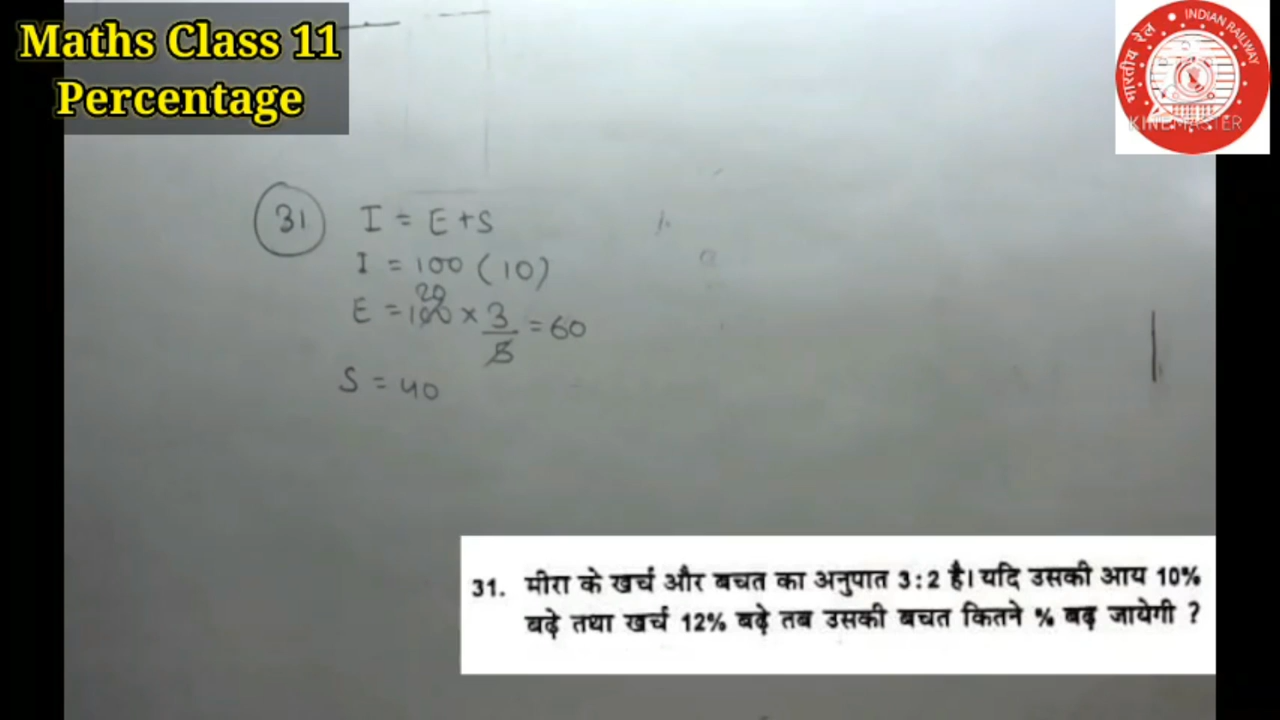 Maths Class 11
Percentage
भारतीय रेल
INDIAN RAILWAY
KINEMASTER
31 I = E+S
I = 100 (10)
20
E = 100 × 3/5 = 60
S = 40
31. मीरा के खर्च और बचत का अनुपात 3:2 है। यदि उसकी आय 10%
बढ़े तथा खर्च 12% बढ़े तब उसकी बचत कितने % बढ़ जायेगी ?